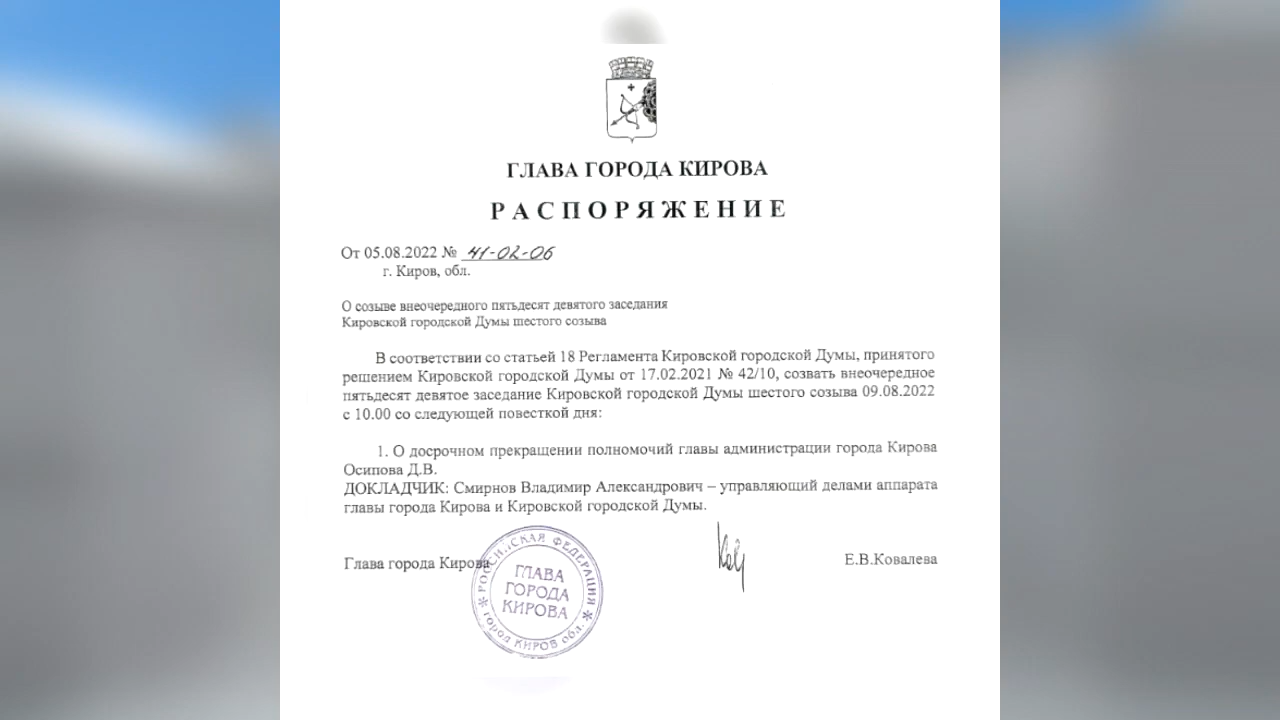 ГЛАВА ГОРОДА КИРОВА
РАСПОРЯЖЕНИЕ
От 05.08.2022 № 41-02-06
г. Киров, обл.
О созыве внеочередного пятьдесят девятого заседания
Кировской городской Думы шестого созыва
В соответствии со статьей 18 Регламента Кировской городской Думы, принятого
решением Кировской городской Думы от 17.02.2021 № 42/10, созвать внеочередное
пятьдесят девятое заседание Кировской городской Думы шестого созыва 09.08.2022
с 10.00 со следующей повесткой дня:
1. О досрочном прекращении полномочий главы администрации города Кирова
Осипова Д.В.
ДОКЛАДЧИК: Смирнов Владимир Александрович – управляющий делами аппарата
главы города Кирова и Кировской городской Думы.
Глава города Кирова
Е.В.Ковалева
РОССИЙСКАЯ ФЕДЕРАЦИЯ
ГЛАВА
ГОРОДА
КИРОВА
город КИРОВ обл.